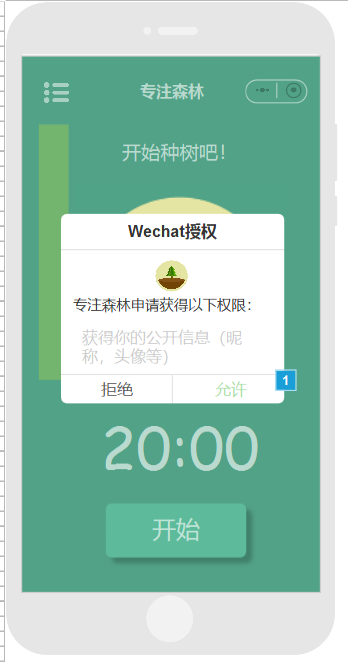 专注森林
开始种树吧！
Wechat授权
专注森林申请获得以下权限：
获得你的公开信息（昵
称，头像等）
拒绝
允许
1
20:00
开始